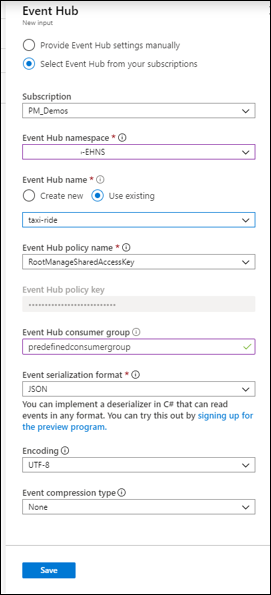 Event Hub
New input
Provide Event Hub settings manually
Select Event Hub from your subscriptions
Subscription
PM_Demos
Event Hub namespace *
-EHNS
Event Hub name *
Create new Use existing
taxi-ride
Event Hub policy name *
RootManageSharedAccessKey
Event Hub policy key
Event Hub consumer group
predefinedconsumergroup
Event serialization format *
JSON
You can implement a deserializer in C# that can read
events in any format. You can try this out by signing up for
the preview program.
Encoding
UTF-8
Event compression type
None
Save